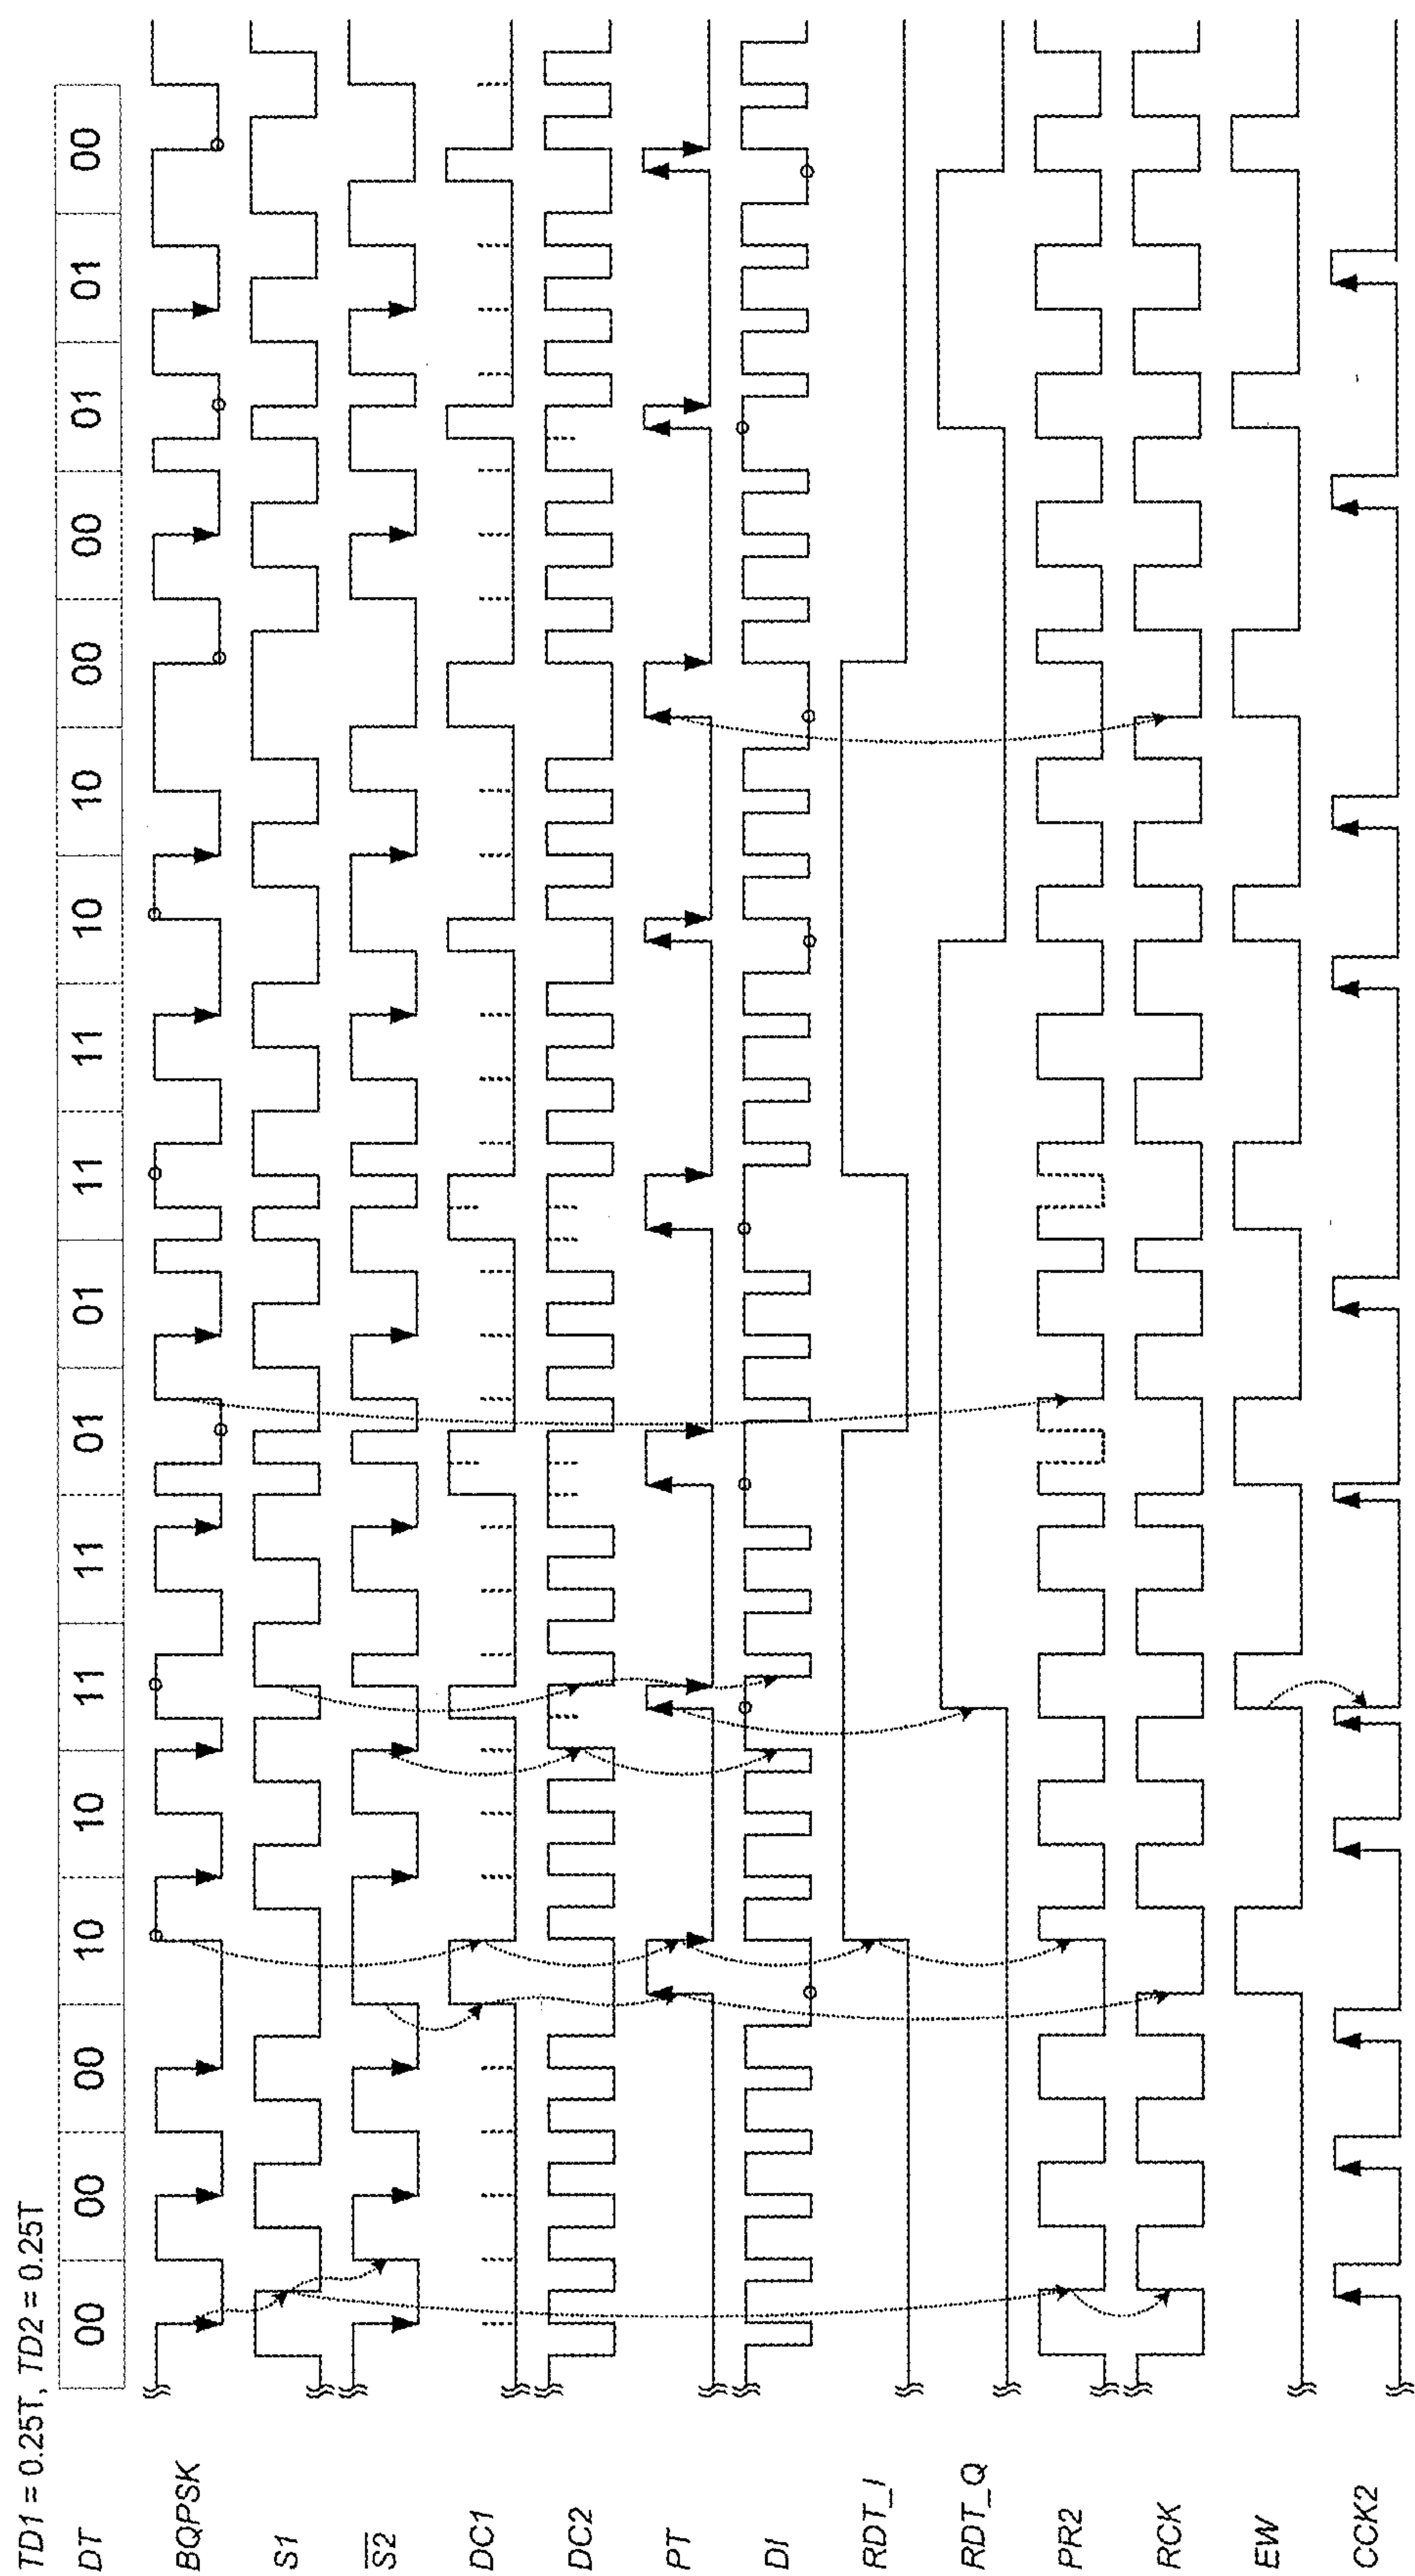 TD1 = 0.25T, TD2 = 0.25T
DT 00 00 00 10 10 11 11 01 01 11 11 10 10 00 00 01 01 00
BQPSK
S1
S̅2̅
DC1
DC2
PT
DI
RDT_I
RDT_Q
PR2
RCK
EW
CCK2